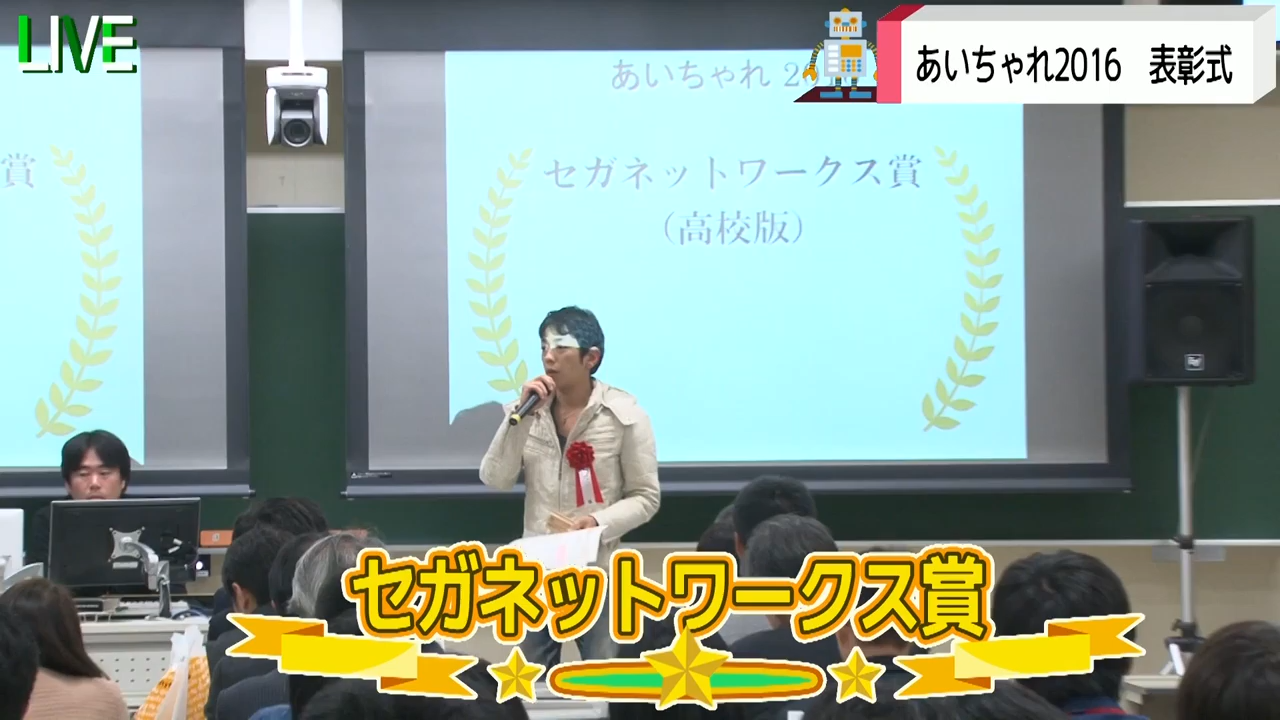 LIVE
あいちゃれ2016 表彰式
あいちゃれ 2016
賞
セガネットワークス賞
（高校版）
セガネットワークス賞